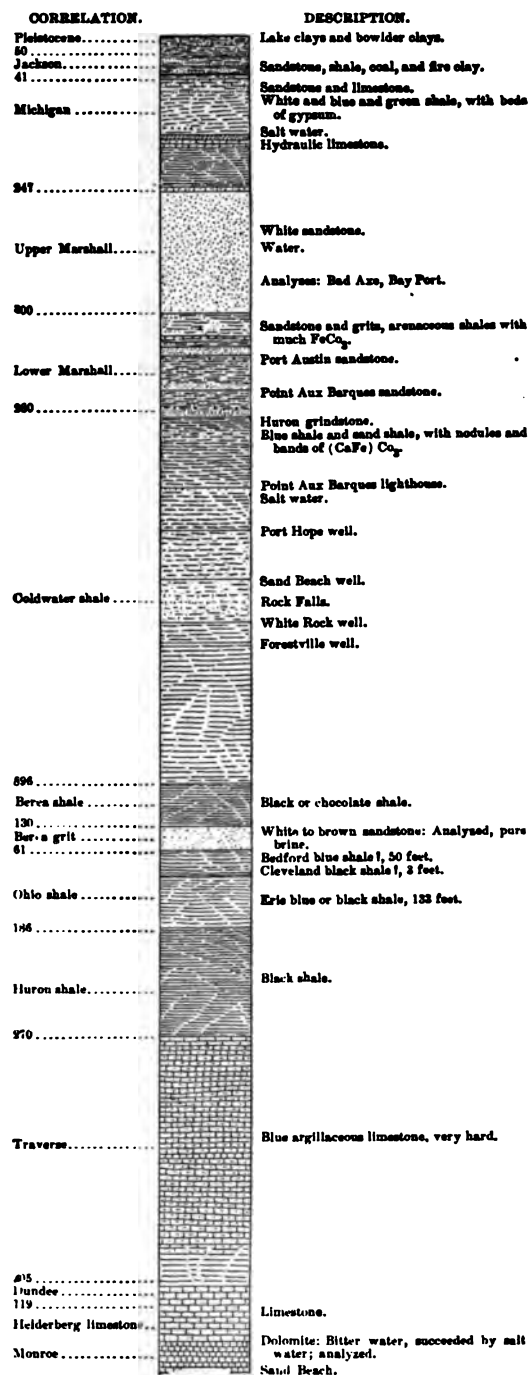 CORRELATION.
DESCRIPTION.
Pleistocene
Lake clays and bowlder clays.
50
Jackson
Sandstone, shale, coal, and fire clay.
41
Sandstone and limestone.
Michigan
White and blue and green shale, with beds
of gypsum.
Salt water.
Hydraulic limestone.
247
White sandstone.
Upper Marshall
Water.
Analyses: Bad Axe, Bay Port.
300
Sandstone and grits, arenaceous shales with
much FeCo3.
Port Austin sandstone.
Lower Marshall
Point Aux Barques sandstone.
260
Huron grindstone.
Blue shale and sand shale, with nodules and
bands of (CaFe) Co3.
Point Aux Barques lighthouse.
Salt water.
Port Hope well.
Sand Beach well.
Coldwater shale
Rock Falls.
White Rock well.
Forestville well.
896
Berea shale
Black or chocolate shale.
130
White to brown sandstone: Analyzed, pure
brine.
Berea grit
61
Bedford blue shale?, 50 feet.
Cleveland black shale?, 3 feet.
Ohio shale
Erie blue or black shale, 133 feet.
186
Black shale.
Huron shale
270
Traverse
Blue argillaceous limestone, very hard.
Dundee
119
Limestone.
Helderberg limestone
Dolomite: Bitter water, succeeded by salt
water; analyzed.
Monroe
Sand Beach.